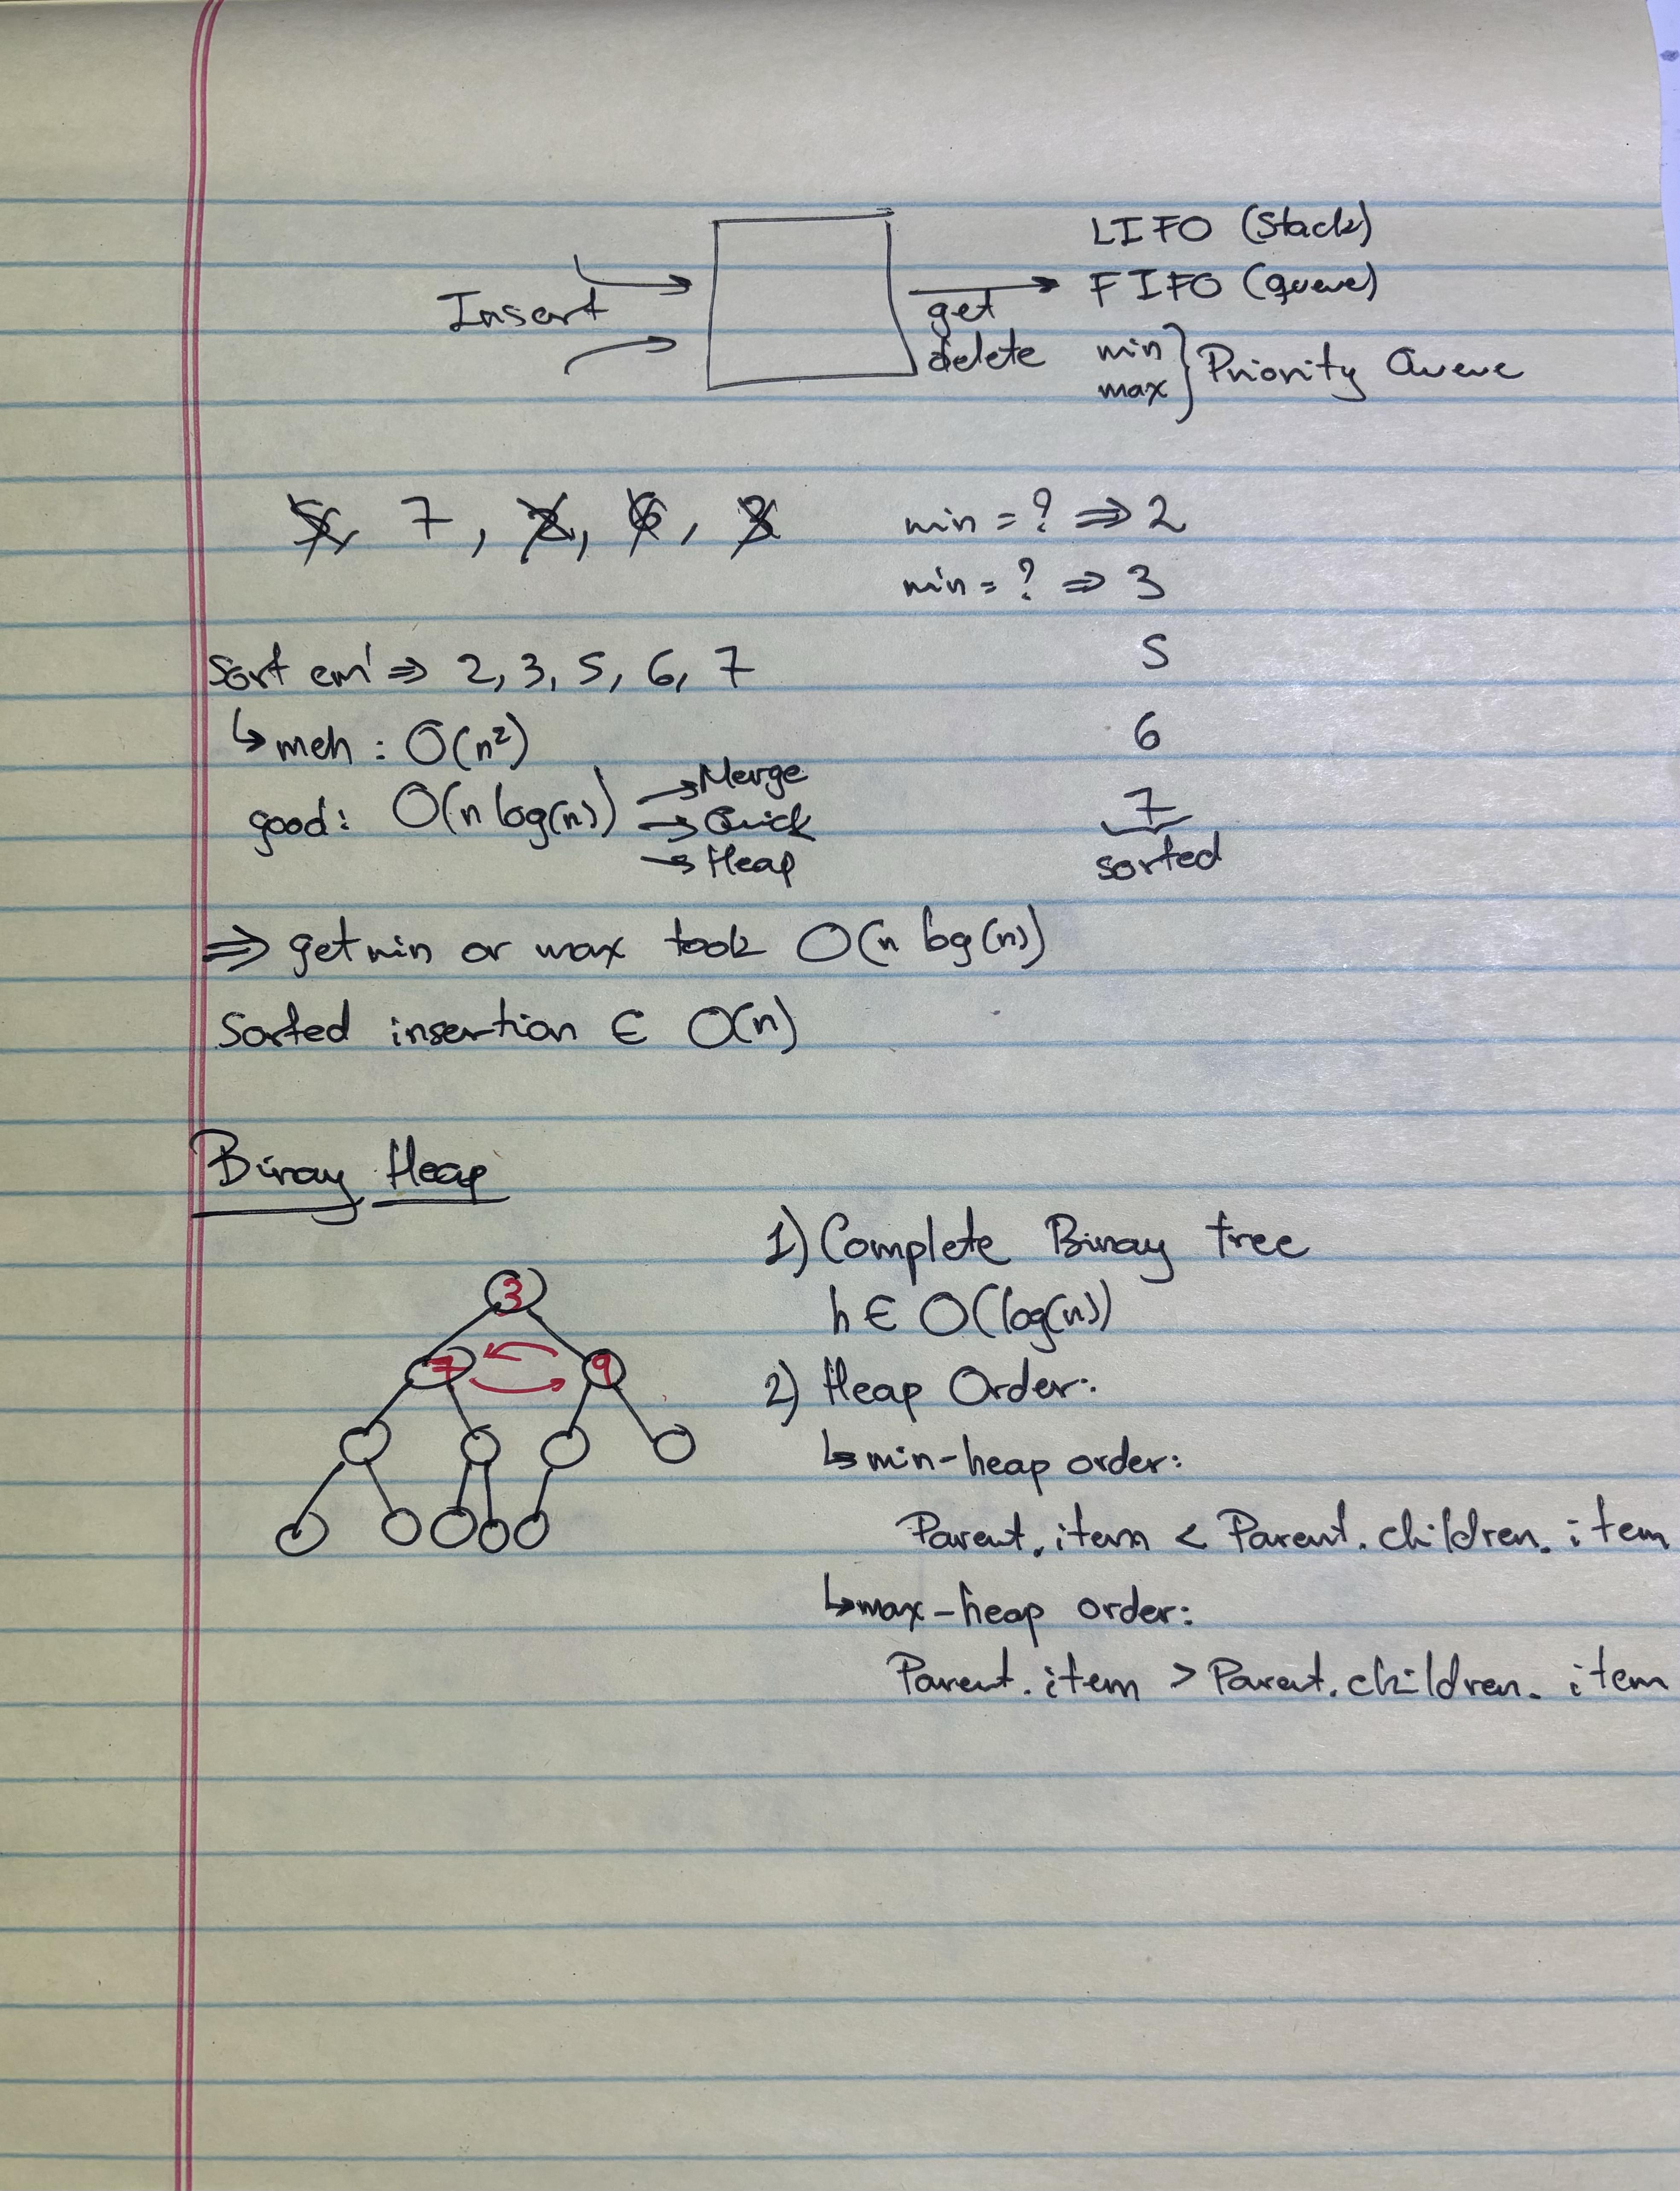 LIFO (Stack)
Insert
get
FIFO (queue)
delete
min
max
Priority Queue
5, 7, 2, 6, 3
min = ? ⇒ 2
min = ? ⇒ 3
Sort em' ⇒ 2, 3, 5, 6, 7
5
↳ meh : O(n²)
6
good: O(n log(n))
→ Merge
→ Quick
→ Heap
7
sorted
⇒ get min or max took O(n log(n))
Sorted insertion ∈ O(n)
Binary Heap
1) Complete Binary tree
h ∈ O(log(n))
3
7
9
2) Heap Order:
↳ min-heap order:
Parent.item < Parent.children.item
↳ max-heap order:
Parent.item > Parent.children.item